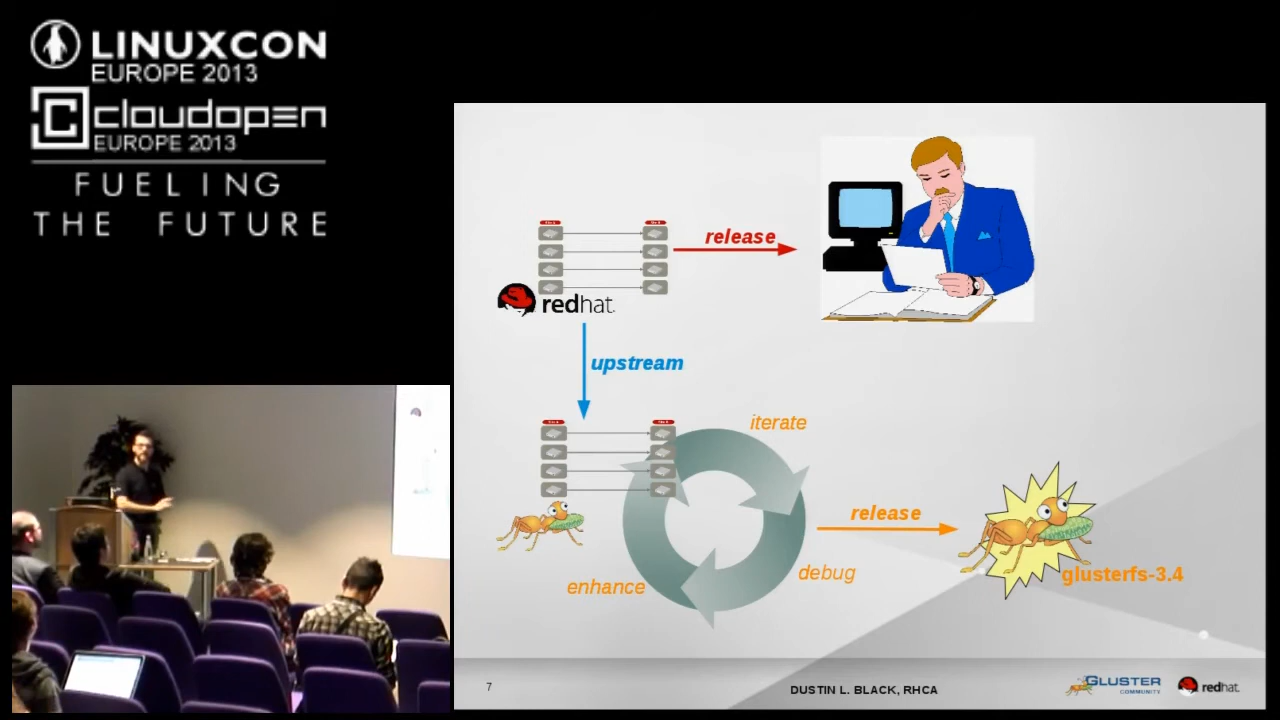 LINUXCON
EUROPE 2013
cloudopen
EUROPE 2013
FUELING
THE FUTURE
release
redhat.
upstream
iterate
release
debug
enhance
glusterfs-3.4
7
DUSTIN L. BLACK, RHCA
GLUSTER
COMMUNITY
redhat.